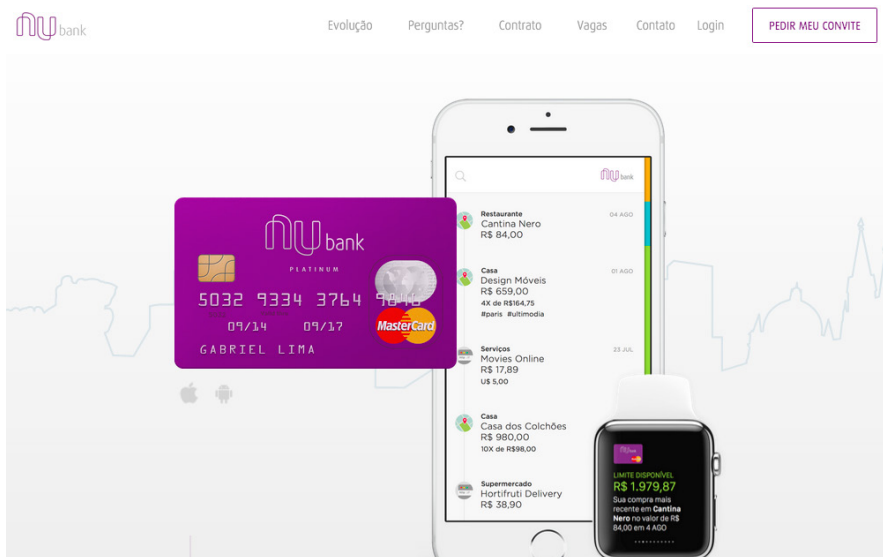 nu bank
Evolução Perguntas? Contrato Vagas Contato Login PEDIR MEU CONVITE
nu bank
Restaurante 04 AGO
Cantina Nero
R$ 84,00
Casa 01 AGO
Design Móveis
R$ 659,00
4X de R$164,75
#paris #ultimodia
Serviços 23 JUL
Movies Online
R$ 17,89
U$ 5,00
Casa
Casa dos Colchões
R$ 980,00
10X de R$98,00
Supermercado
Hortifruti Delivery
R$ 38,90
nu bank
PLATINUM
5032 9334 3764
09/14 09/17
MasterCard
GABRIEL LIMA
LIMITE DISPONÍVEL
R$ 1.979,87
Sua compra mais
recente em Cantina
Nero no valor de R$
84,00 em 4 AGO